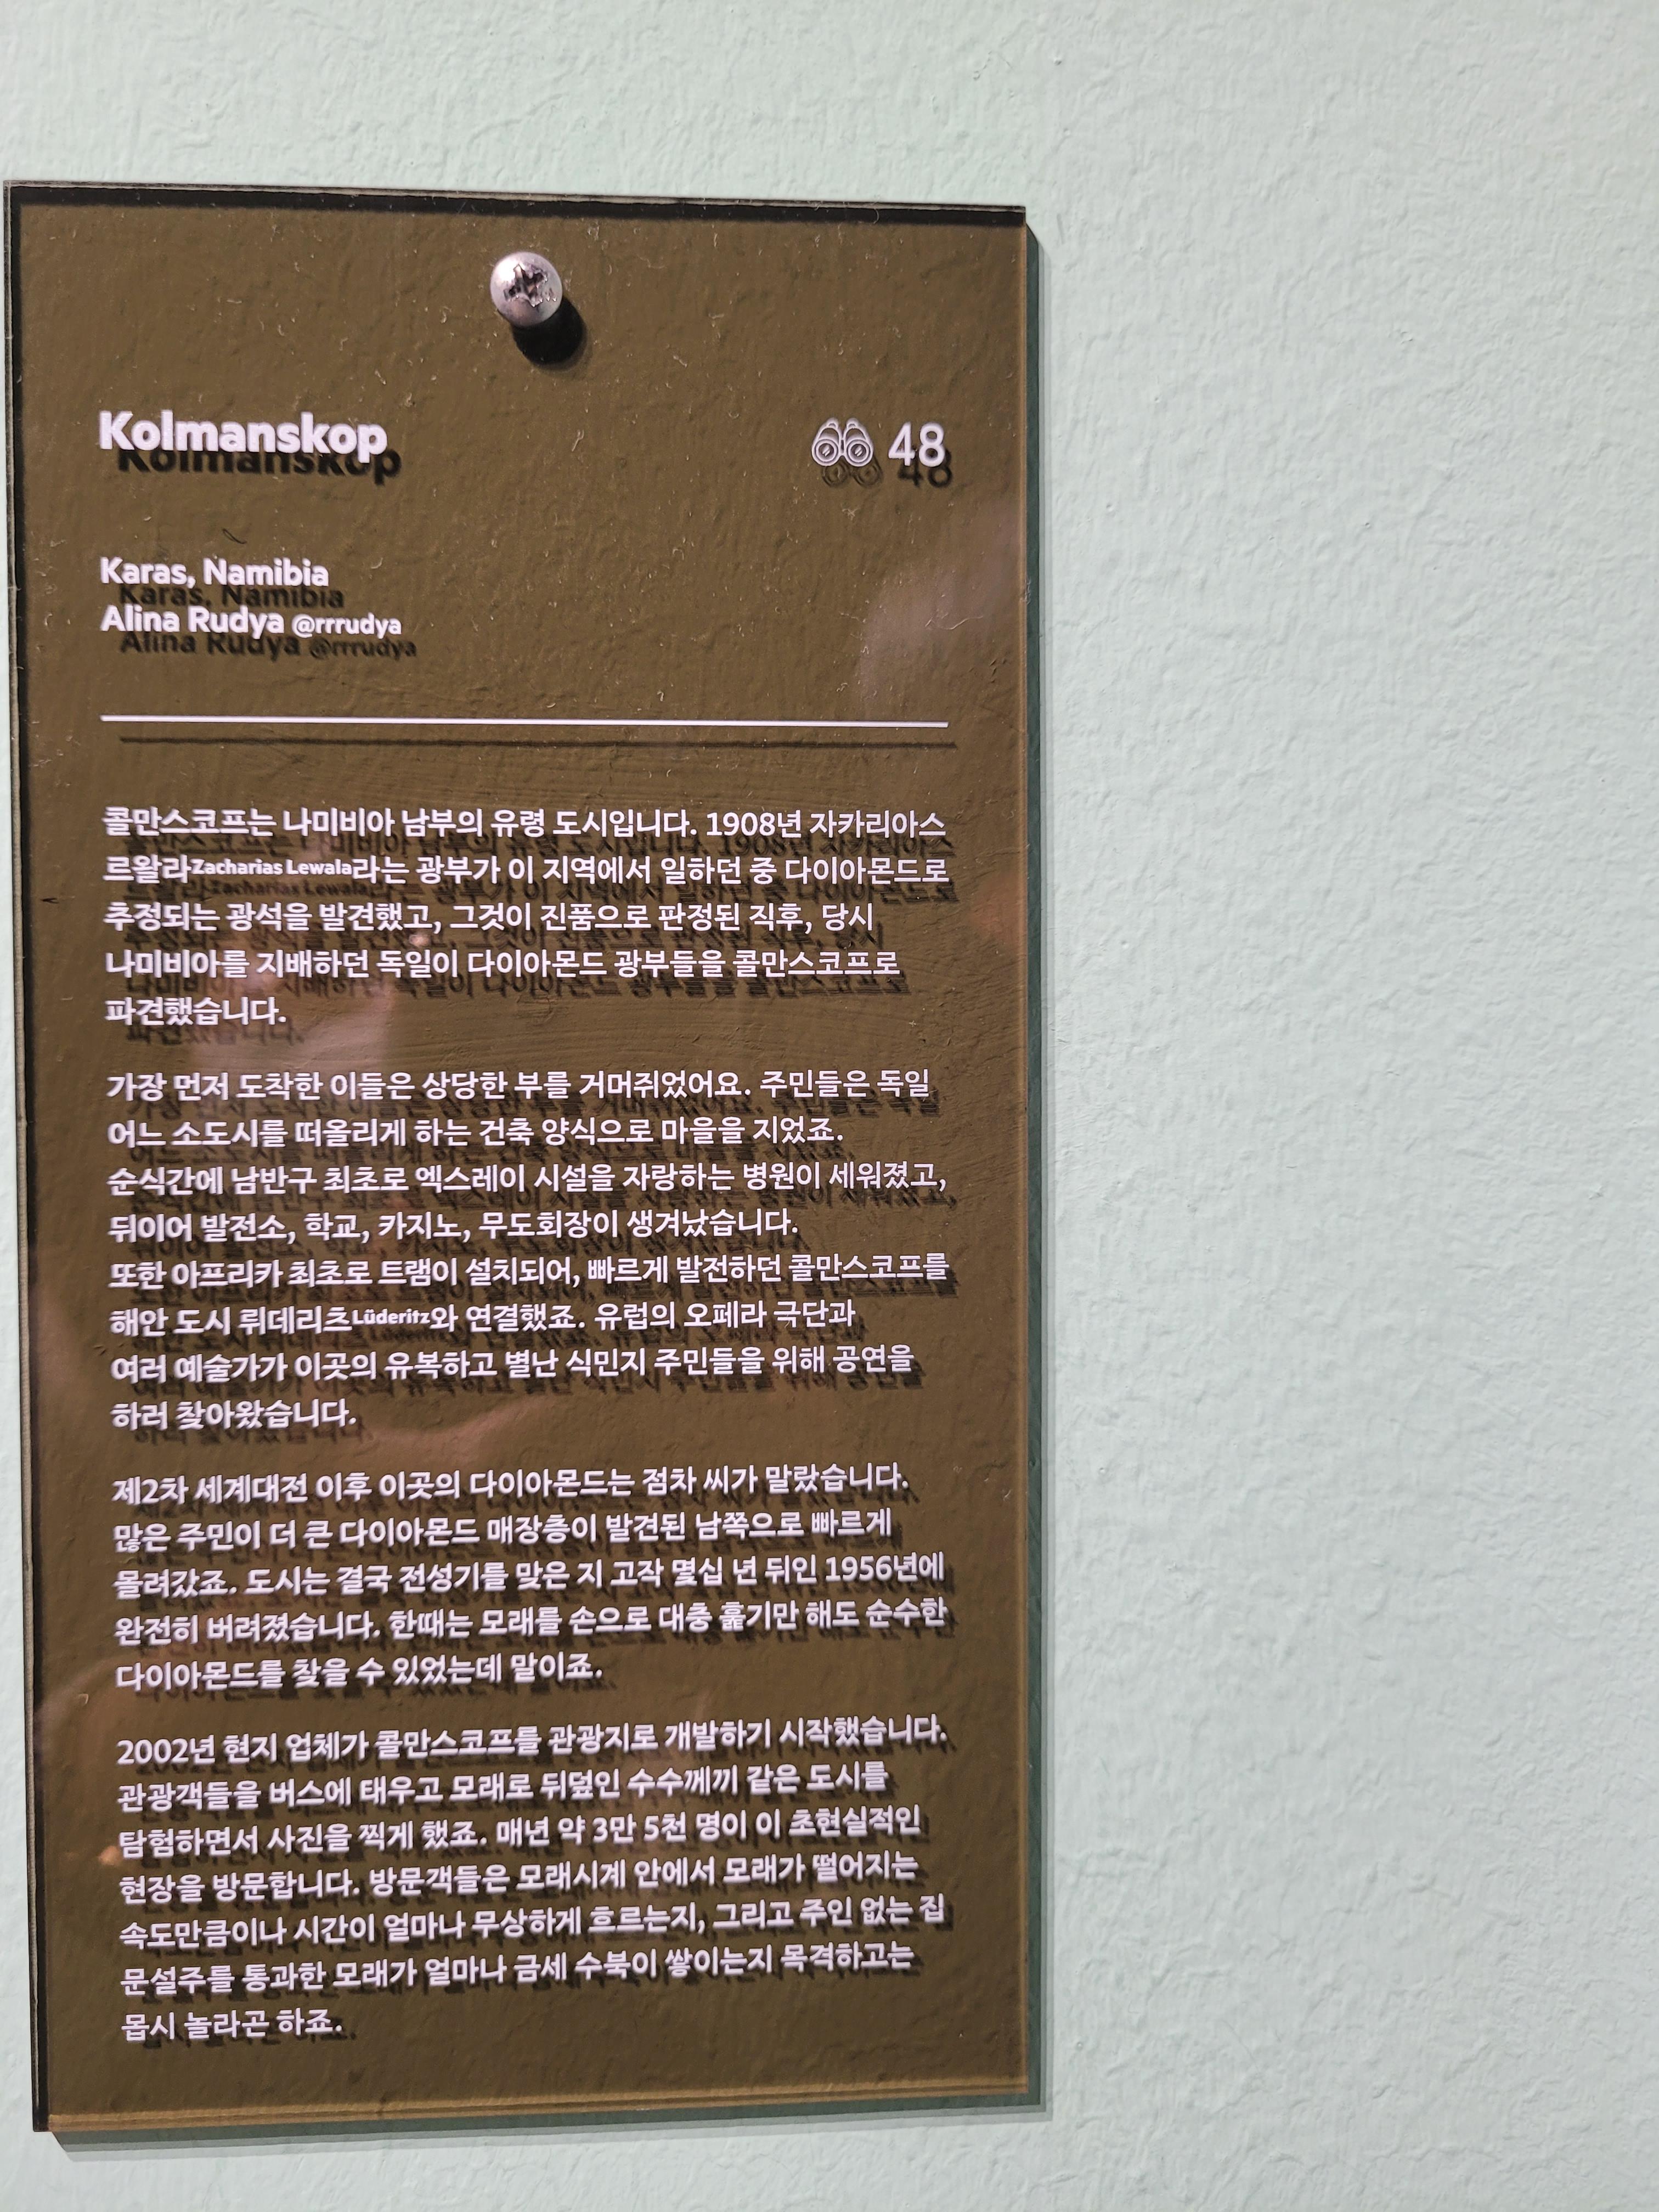 Kolmanskop
48
Karas, Namibia
Alina Rudya @rrrudya
콜만스코프는 나미비아 남부의 유령 도시입니다. 1908년 자카리아스
르왈라Zacharias Lewala라는 광부가 이 지역에서 일하던 중 다이아몬드로
추정되는 광석을 발견했고, 그것이 진품으로 판정된 직후, 당시
나미비아를 지배하던 독일이 다이아몬드 광부들을 콜만스코프로
파견했습니다.
가장 먼저 도착한 이들은 상당한 부를 거머쥐었어요. 주민들은 독일
어느 소도시를 떠올리게 하는 건축 양식으로 마을을 지었죠.
순식간에 남반구 최초로 엑스레이 시설을 자랑하는 병원이 세워졌고,
뒤이어 발전소, 학교, 카지노, 무도회장이 생겨났습니다.
또한 아프리카 최초로 트램이 설치되어, 빠르게 발전하던 콜만스코프를
해안 도시 뤼데리츠Lüderitz와 연결했죠. 유럽의 오페라 극단과
여러 예술가가 이곳의 유복하고 별난 식민지 주민들을 위해 공연을
하러 찾아왔습니다.
제2차 세계대전 이후 이곳의 다이아몬드는 점차 씨가 말랐습니다.
많은 주민이 더 큰 다이아몬드 매장층이 발견된 남쪽으로 빠르게
몰려갔죠. 도시는 결국 전성기를 맞은 지 고작 몇십 년 뒤인 1956년에
완전히 버려졌습니다. 한때는 모래를 손으로 대충 훑기만 해도 순수한
다이아몬드를 찾을 수 있었는데 말이죠.
2002년 현지 업체가 콜만스코프를 관광지로 개발하기 시작했습니다.
관광객들을 버스에 태우고 모래로 뒤덮인 수수께끼 같은 도시를
탐험하면서 사진을 찍게 했죠. 매년 약 3만 5천 명이 이 초현실적인
현장을 방문합니다. 방문객들은 모래시계 안에서 모래가 떨어지는
속도만큼이나 시간이 얼마나 무상하게 흐르는지, 그리고 주인 없는 집
문설주를 통과한 모래가 얼마나 금세 수북이 쌓이는지 목격하고는
몹시 놀라곤 하죠.